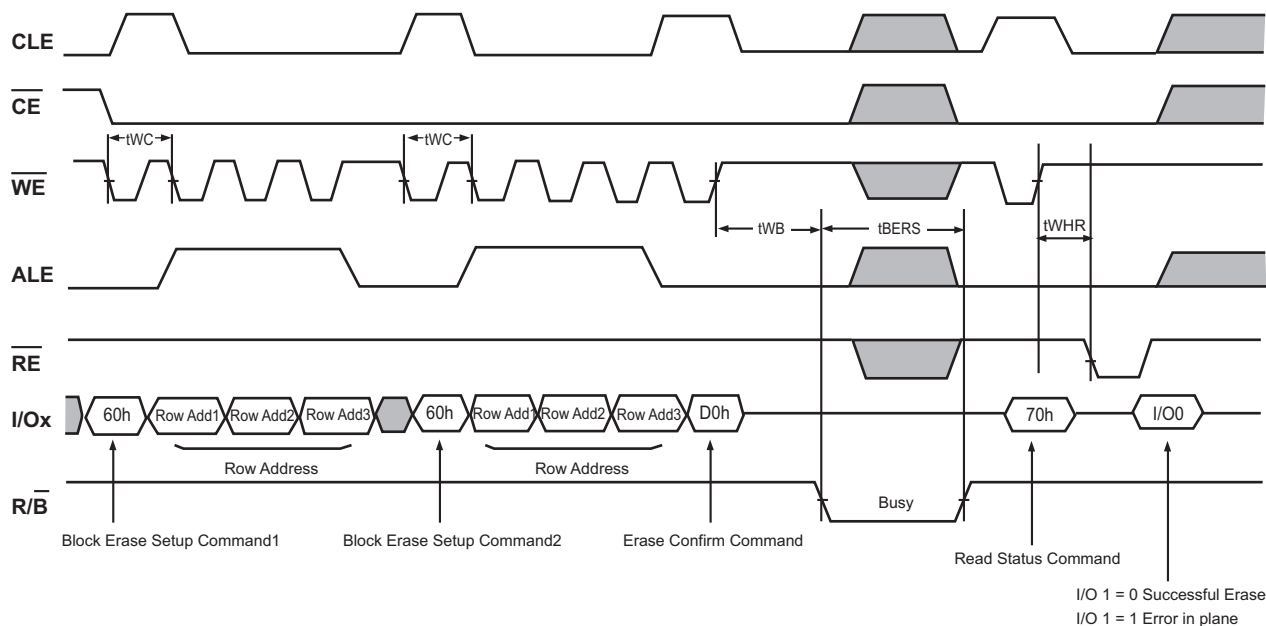 CLE
CE
tWC
tWC
WE
tWB
tBERS
tWHR
ALE
RE
I/Ox
60h
Row Add1
Row Add2
Row Add3
60h
Row Add1
Row Add2
Row Add3
D0h
70h
I/O0
Row Address
Row Address
R/B
Busy
Block Erase Setup Command1
Block Erase Setup Command2
Erase Confirm Command
Read Status Command
I/O 1 = 0 Successful Erase
I/O 1 = 1 Error in plane